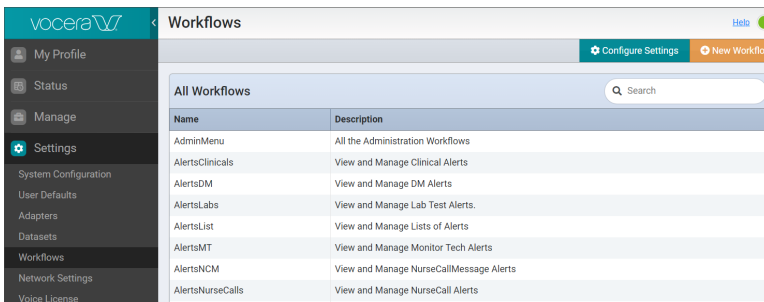 vocera
Workflows
Help
My Profile
Configure Settings
New Workflo
Status
All Workflows
Search
Manage
Name Description
Settings
AdminMenu All the Administration Workflows
AlertsClinicals View and Manage Clinical Alerts
System Configuration
AlertsDM View and Manage DM Alerts
User Defaults
AlertsLabs View and Manage Lab Test Alerts.
Adapters
AlertsList View and Manage Lists of Alerts
Datasets
AlertsMT View and Manage Monitor Tech Alerts
Workflows
AlertsNCM View and Manage NurseCallMessage Alerts
Network Settings
AlertsNurseCalls View and Manage NurseCall Alerts
Voice License